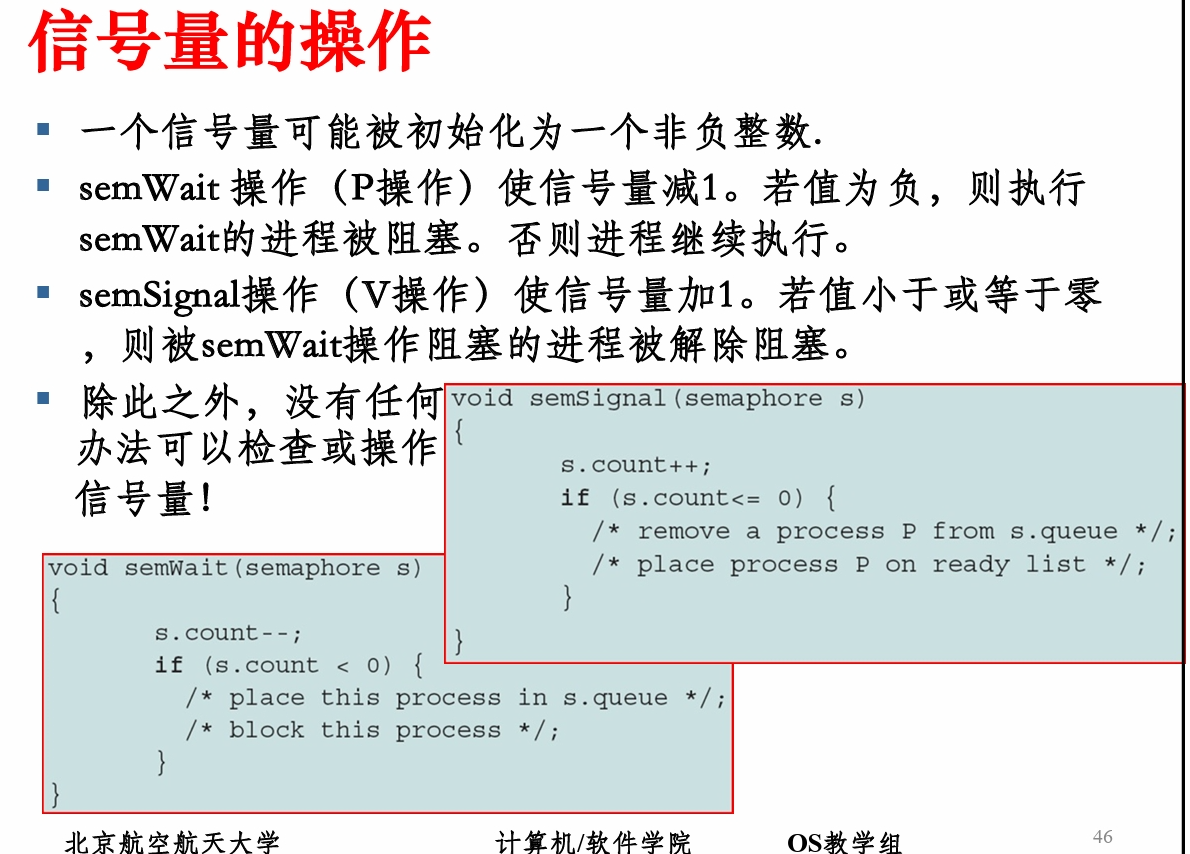 信号量的操作
一个信号量可能被初始化为一个非负整数.
semWait 操作（P操作）使信号量减1。若值为负，则执行
semWait的进程被阻塞。否则进程继续执行。
semSignal操作（V操作）使信号量加1。若值小于或等于零
，则被semWait操作阻塞的进程被解除阻塞。
除此之外，没有任何
办法可以检查或操作
信号量！
void semSignal(semaphore s)
{
s.count++;
if (s.count<= 0) {
/* remove a process P from s.queue */;
/* place process P on ready list */;
}
}
void semWait(semaphore s)
{
s.count--;
if (s.count < 0) {
/* place this process in s.queue */;
/* block this process */;
}
}
北京航空航天大学 计算机/软件学院 OS教学组 46